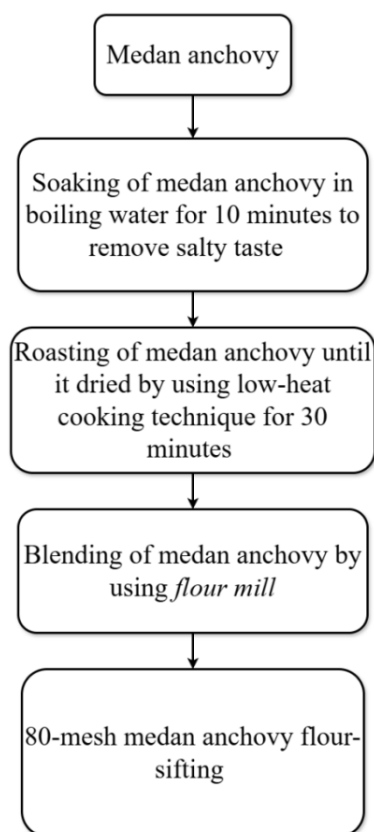 Medan anchovy
Soaking of medan anchovy in
boiling water for 10 minutes to
remove salty taste
Roasting of medan anchovy until
it dried by using low-heat
cooking technique for 30
minutes
Blending of medan anchovy by
using flour mill
80-mesh medan anchovy flour-
sifting